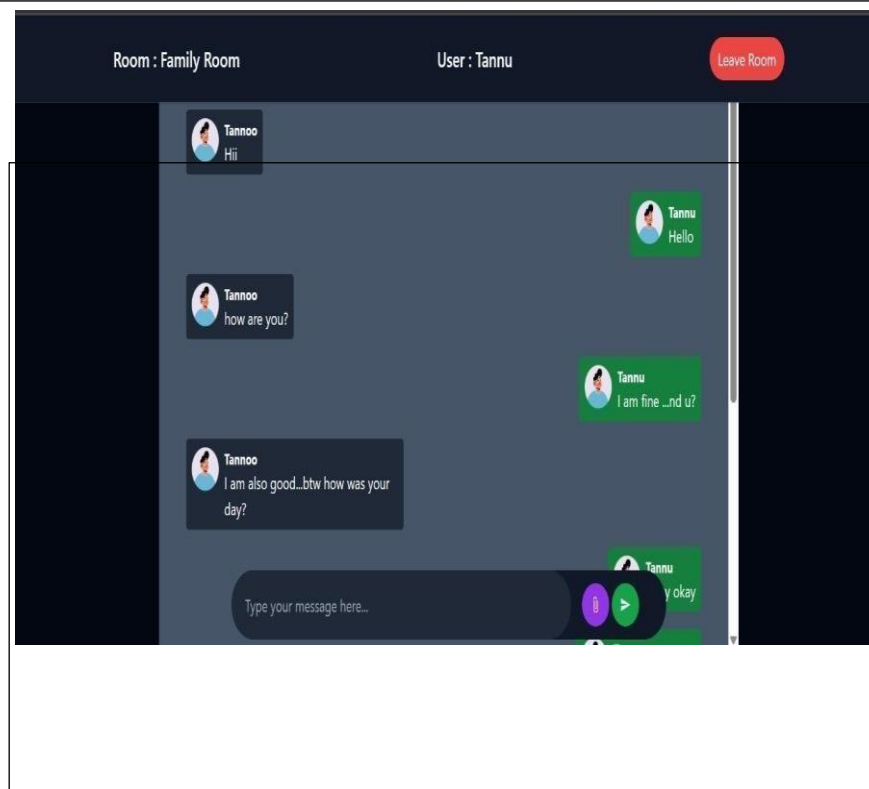 Room : Family Room
User : Tannu
Leave Room
Tannoo
Hii
Tannu
Hello
Tannoo
how are you?
Tannu
I am fine ...nd u?
Tannoo
I am also good...btw how was your
day?
Tannu
okay
Type your message here...